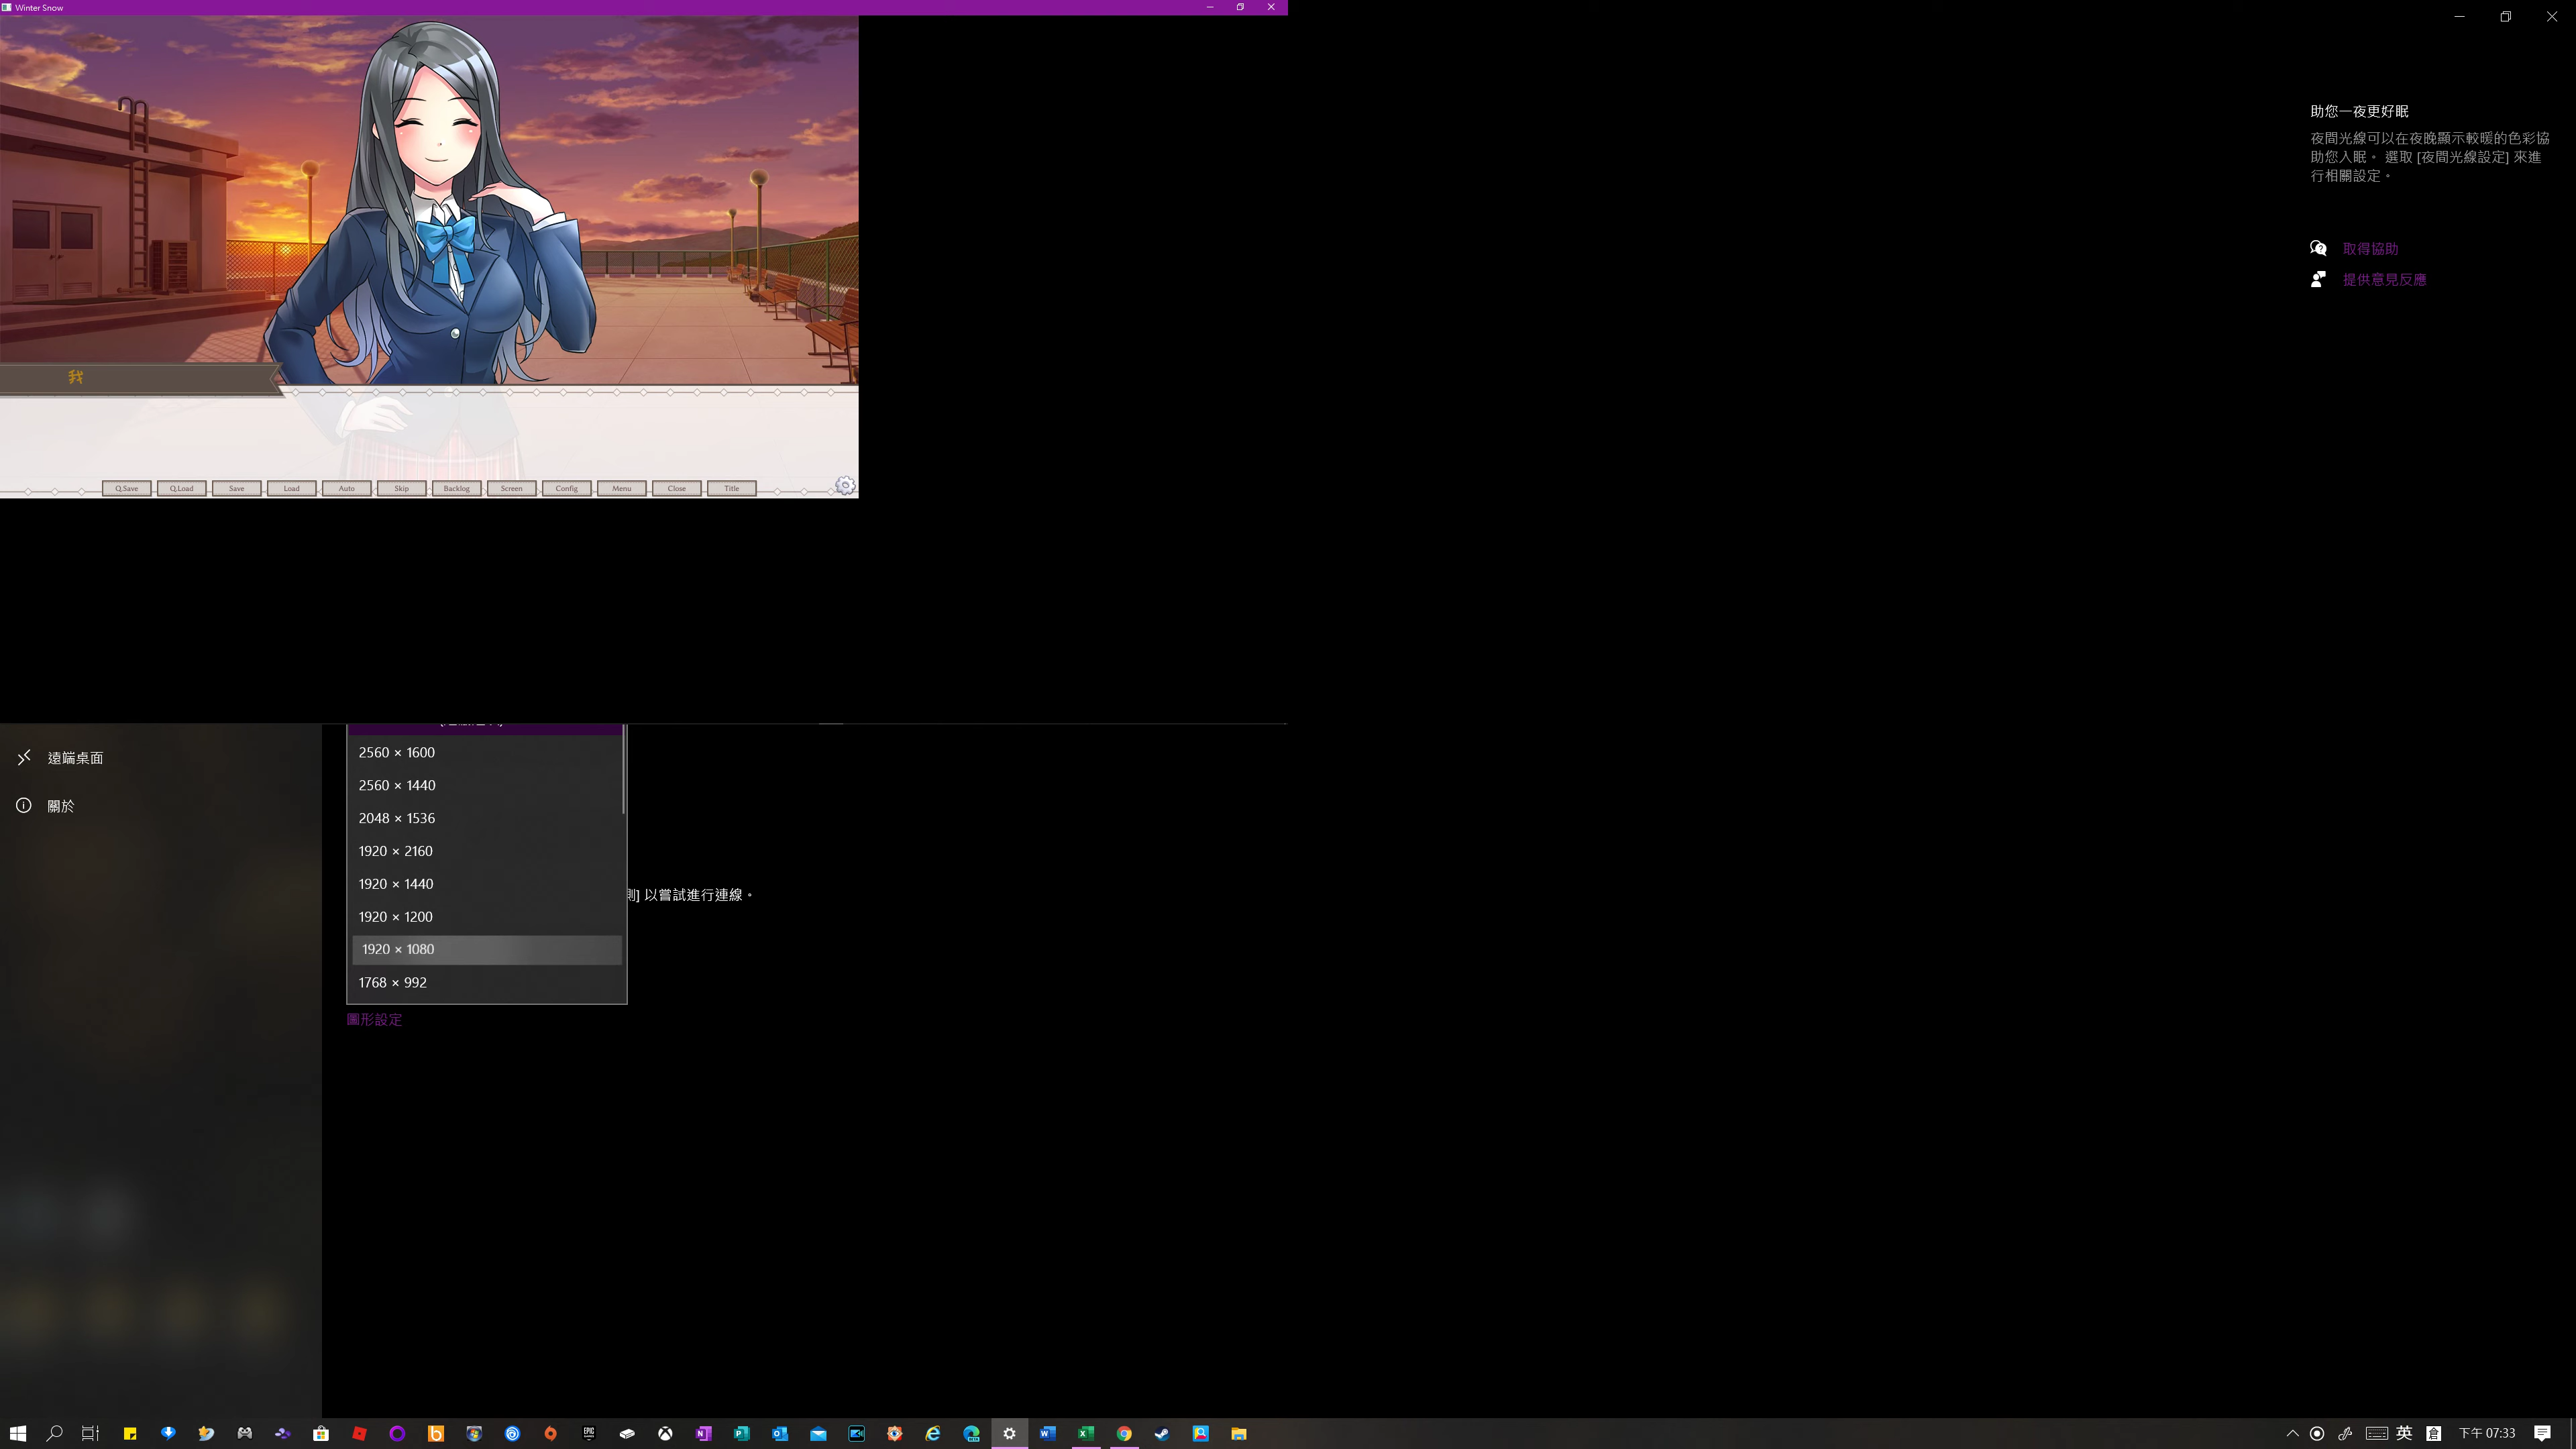 Winter Snow
助您一夜更好眠
夜間光線可以在夜晚顯示較暖的色彩協
助您入眠。 選取 [夜間光線設定] 來進
行相關設定。
取得協助
提供意見反應
我
Q.Save
Q.Load
Save
Load
Auto
Skip
Backlog
Screen
Config
Menu
Close
Title
遠端桌面
關於
2560 × 1600
2560 × 1440
2048 × 1536
1920 × 2160
1920 × 1440
1920 × 1200
1920 × 1080
1768 × 992
] 以嘗試進行連線。
圖形設定
EPIC
英
倉
下午 07:33